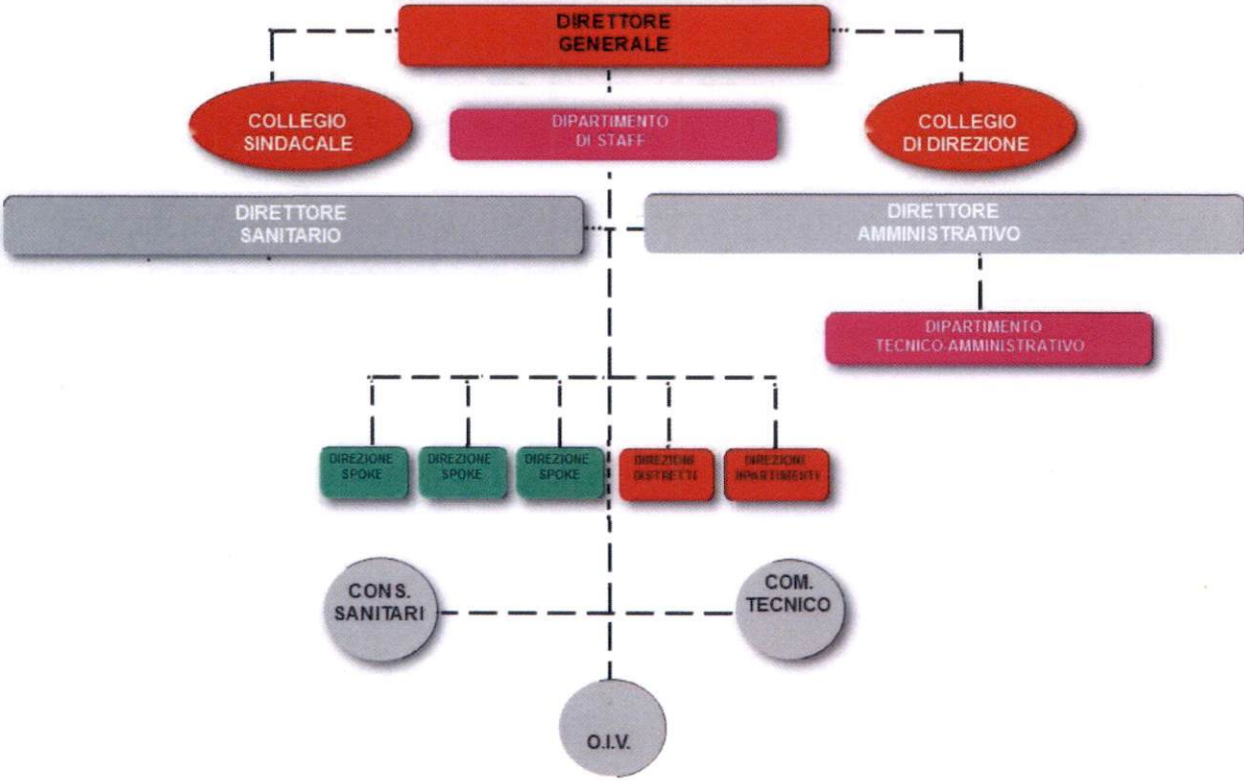 DIRETTORE
GENERALE
COLLEGIO
SINDACALE
DIPARTIMENTO
DI STAFF
COLLEGIO
DI DIREZIONE
DIRETTORE
SANITARIO
DIRETTORE
AMMINISTRATIVO
DIPARTIMENTO
TECNICO-AMMINISTRATIVO
DIREZIONE
SPOKE
DIREZIONE
SPOKE
DIREZIONE
SPOKE
DIREZIONI
DISTRETTI
DIREZIONI
DIPARTIMENTI
CONS.
SANITARI
COM.
TECNICO
O.I.V.